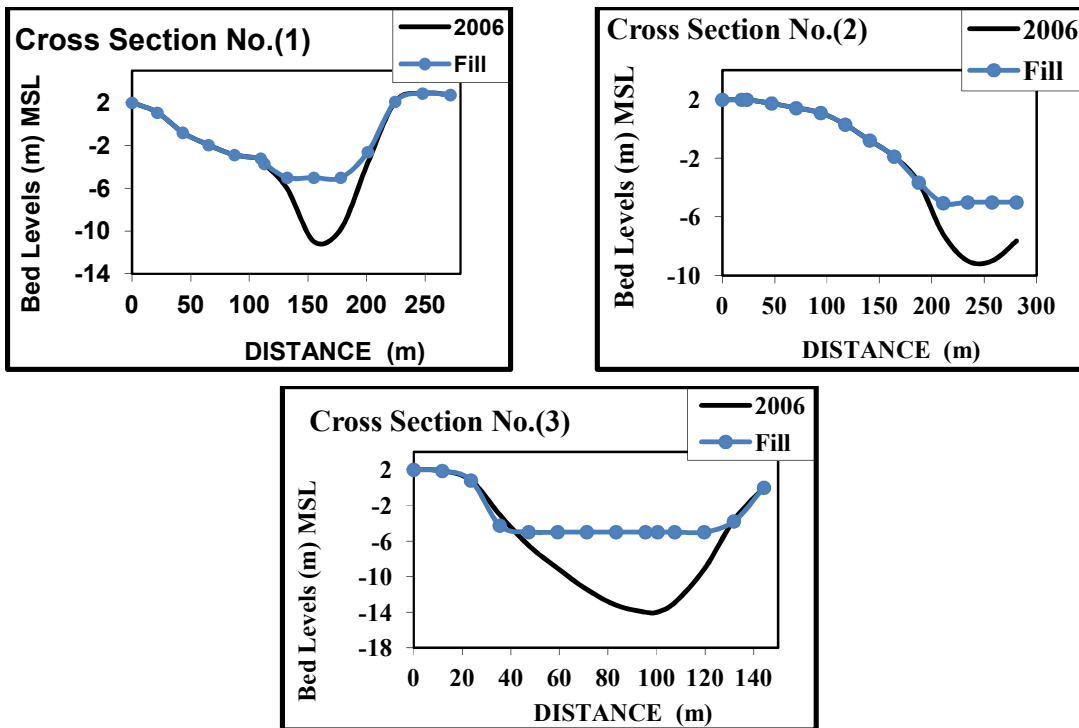 Cross Section No.(1)
2006
Fill
Bed Levels (m) MSL
2
-2
-6
-10
-14
0 50 100 150 200 250
DISTANCE (m)
Cross Section No.(2)
2006
Fill
Bed Levels (m) MSL
2
-2
-6
-10
0 50 100 150 200 250 300
DISTANCE (m)
Cross Section No.(3)
2006
Fill
Bed Levels (m) MSL
2
-2
-6
-10
-14
-18
0 20 40 60 80 100 120 140
DISTANCE (m)